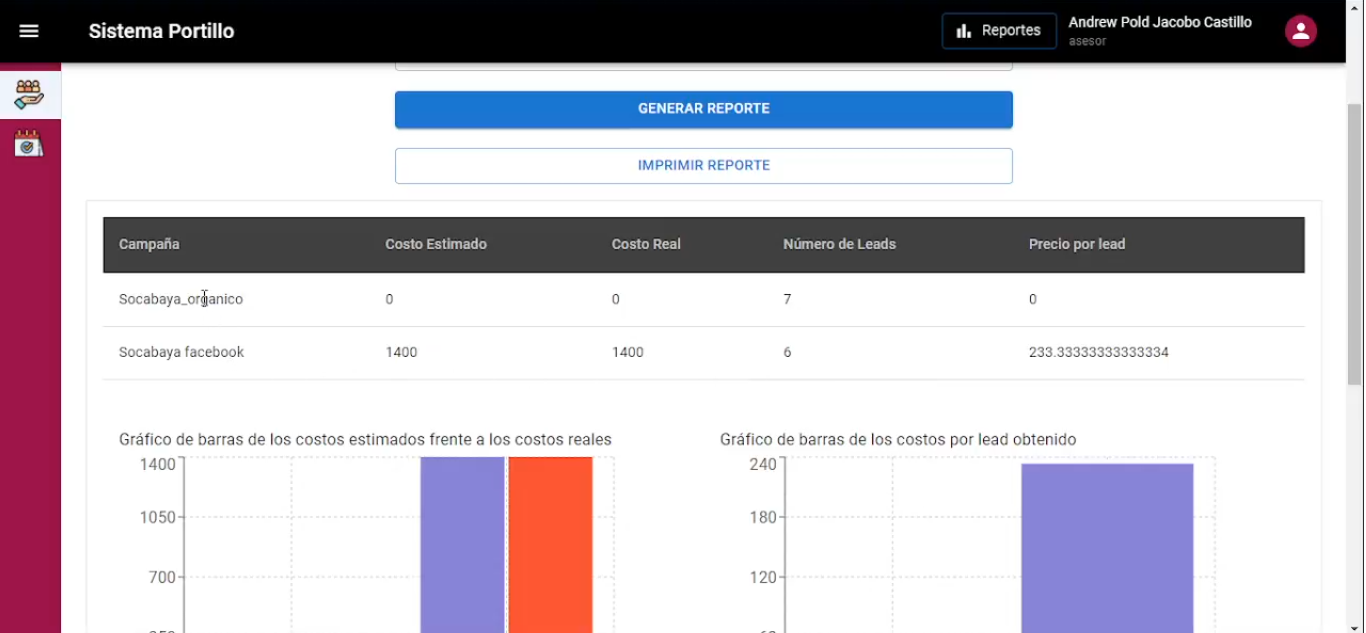 Sistema Portillo
Reportes
Andrew Pold Jacobo Castillo
asesor
GENERAR REPORTE
IMPRIMIR REPORTE
Campaña Costo Estimado Costo Real Número de Leads Precio por lead
Socabaya_organico 0 0 7 0
Socabaya facebook 1400 1400 6 233.33333333333334
Gráfico de barras de los costos estimados frente a los costos reales
1400
1050
700
Gráfico de barras de los costos por lead obtenido
240
180
120